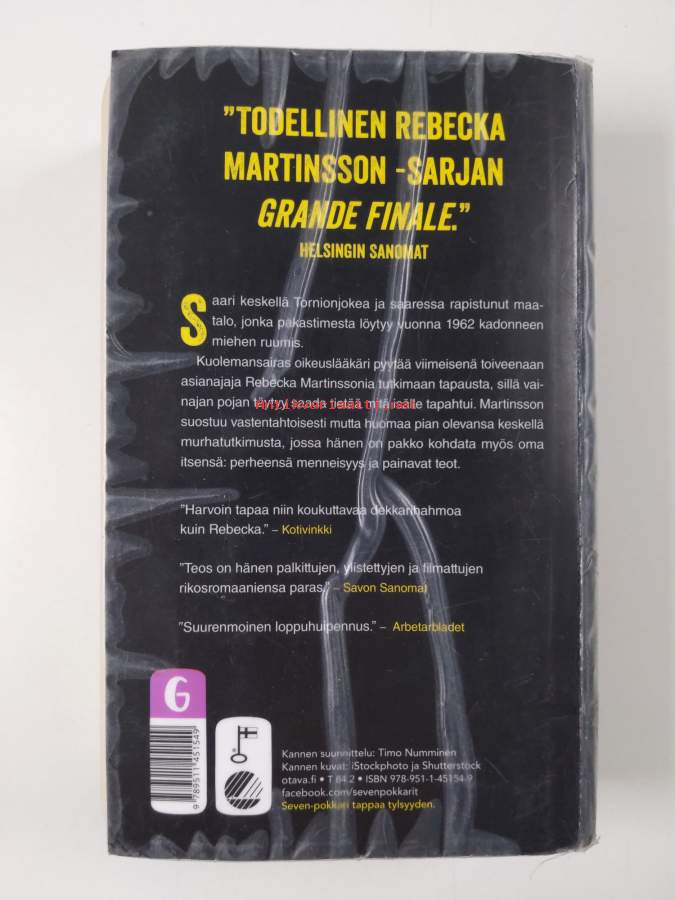 ”TODELLINEN REBECKA
MARTINSSON -SARJAN
GRANDE FINALE.”
HELSINGIN SANOMAT
Saari keskellä Tornionjokea ja saaressa rapistunut maa-
talo, jonka pakastimesta löytyy vuonna 1962 kadonneen
miehen ruumis.
Kuolemansairas oikeuslääkäri pyytää viimeisenä toiveenaan
asianajaja Rebecka Martinssonia tutkimaan tapausta, sillä vai-
najan pojan täytyy saada tietää mitä isälle tapahtui. Martinsson
suostuu vastentahtoisesti mutta huomaa pian olevansa keskellä
murhatutkimusta, jossa hänen on pakko kohdata myös oma
itsensä: perheensä menneisyys ja painavat teot.
”Harvoin tapaa niin koukuttavaa dekkarihahmoa
kuin Rebecka.” – Kotivinkki
”Teos on hänen palkittujen, ylistettyjen ja filmattujen
rikosromaaniensa paras.” – Savon Sanomat
”Suurenmoinen loppuhuipennus.” – Arbetarbladet
G
9 789511 451549
Kannen suunnittelu: Timo Numminen
Kannen kuvat: iStockphoto ja Shutterstock
otava.fi • T 84.2 • ISBN 978-951-1-45154-9
facebook.com/sevenpokkarit
Seven-pokkari tappaa tylsyyden.